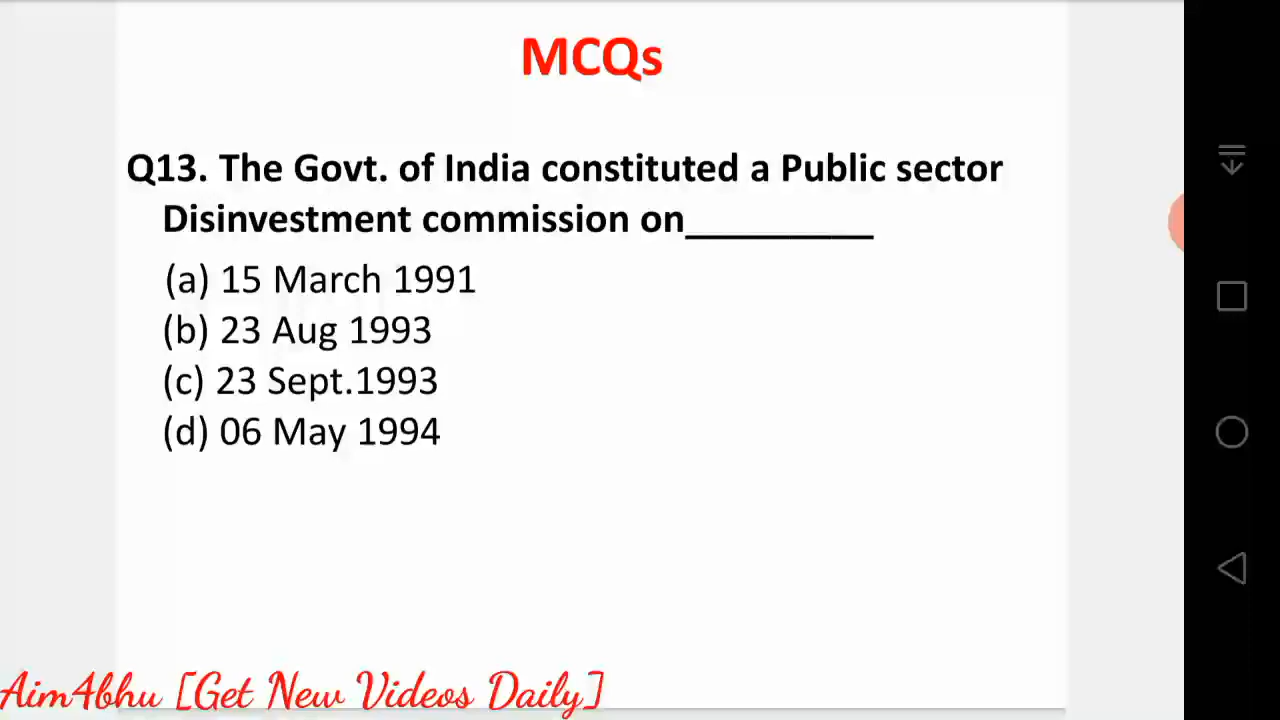 MCQs
Q13. The Govt. of India constituted a Public sector
Disinvestment commission on_________
(a) 15 March 1991
(b) 23 Aug 1993
(c) 23 Sept.1993
(d) 06 May 1994
Aim4bhu [Get New Videos Daily]